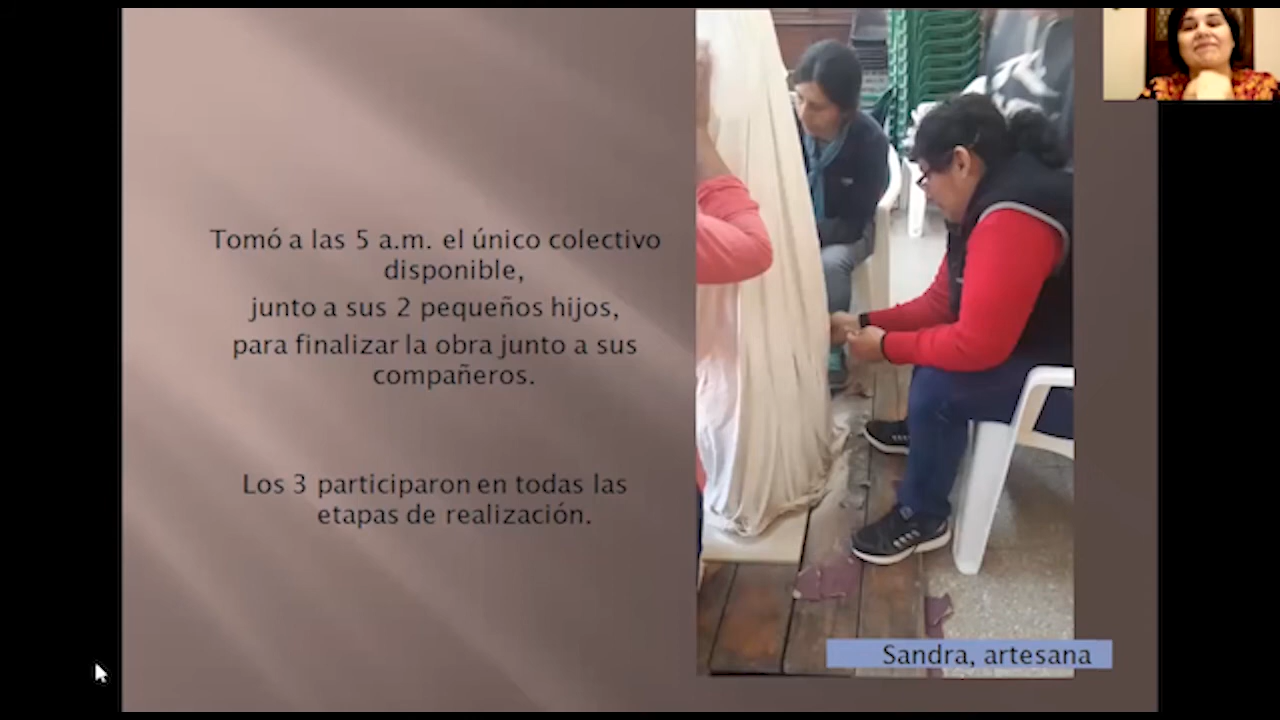 Tomó a las 5 a.m. el único colectivo
disponible,
junto a sus 2 pequeños hijos,
para finalizar la obra junto a sus
compañeros.
Los 3 participaron en todas las
etapas de realización.
Sandra, artesana